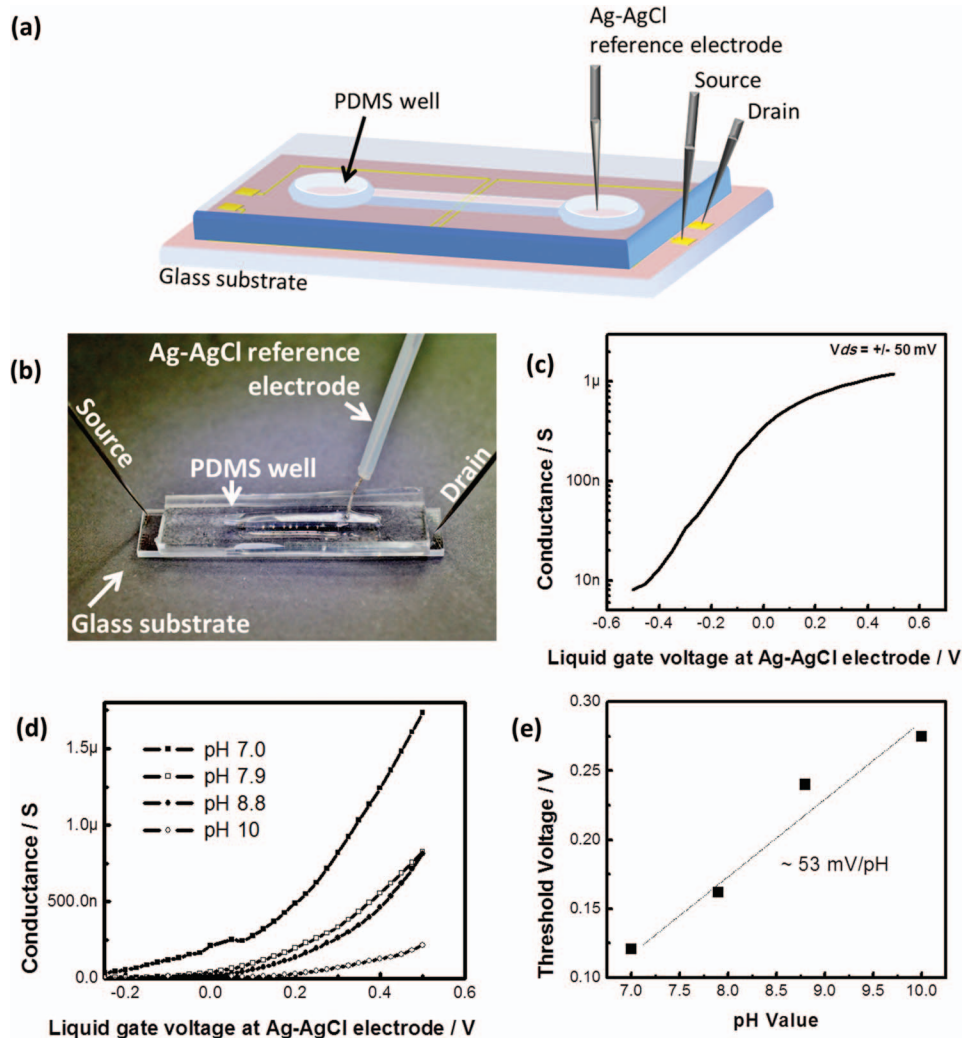 (a)
Ag-AgCl
reference electrode
Source
Drain
PDMS well
Glass substrate
(b)
Ag-AgCl reference
electrode
Source
PDMS well
Drain
Glass substrate
(c)
Vds = +/- 50 mV
1µ
100n
10n
Conductance / S
-0.6 -0.4 -0.2 0.0 0.2 0.4 0.6
Liquid gate voltage at Ag-AgCl electrode / V
(d)
pH 7.0
pH 7.9
pH 8.8
pH 10
1.5µ
1.0µ
500.0n
0.0
Conductance / S
-0.2 0.0 0.2 0.4 0.6
Liquid gate voltage at Ag-AgCl electrode / V
(e)
0.30
0.25
0.20
0.15
0.10
Threshold Voltage / V
~ 53 mV/pH
7.0 7.5 8.0 8.5 9.0 9.5 10.0
pH Value